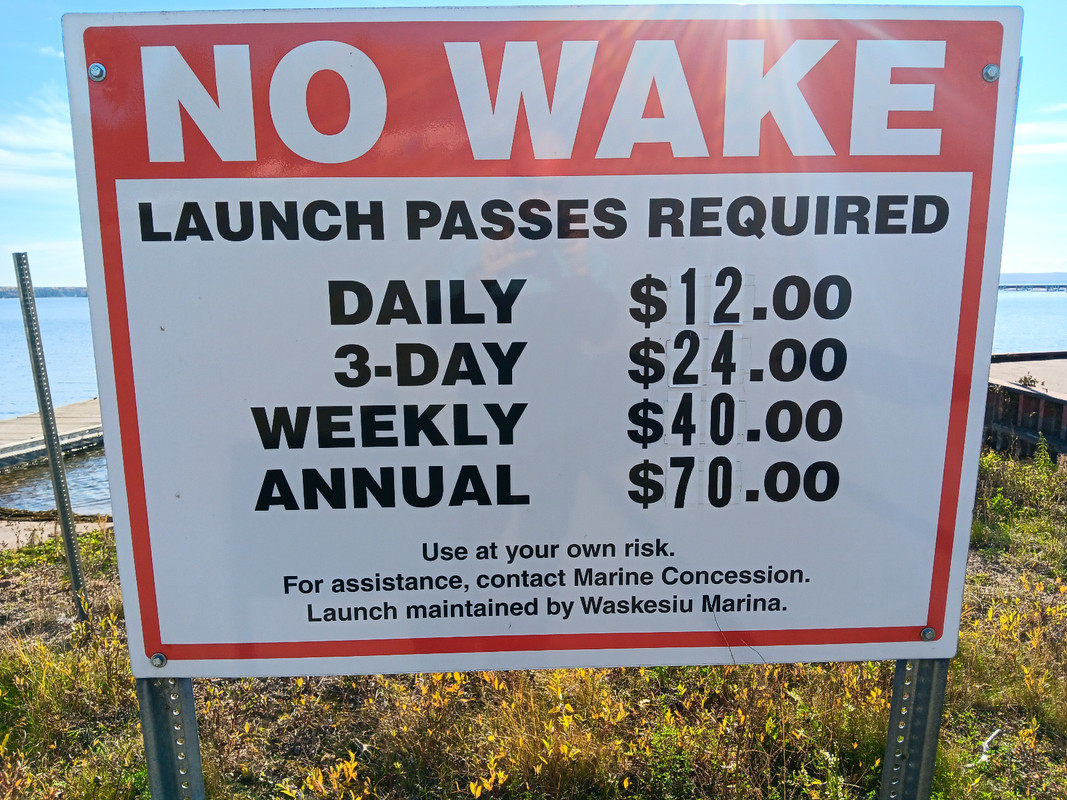 NO WAKE
LAUNCH PASSES REQUIRED
DAILY $12.00
3-DAY $24.00
WEEKLY $40.00
ANNUAL $70.00
Use at your own risk.
For assistance, contact Marine Concession.
Launch maintained by Waskesiu Marina.